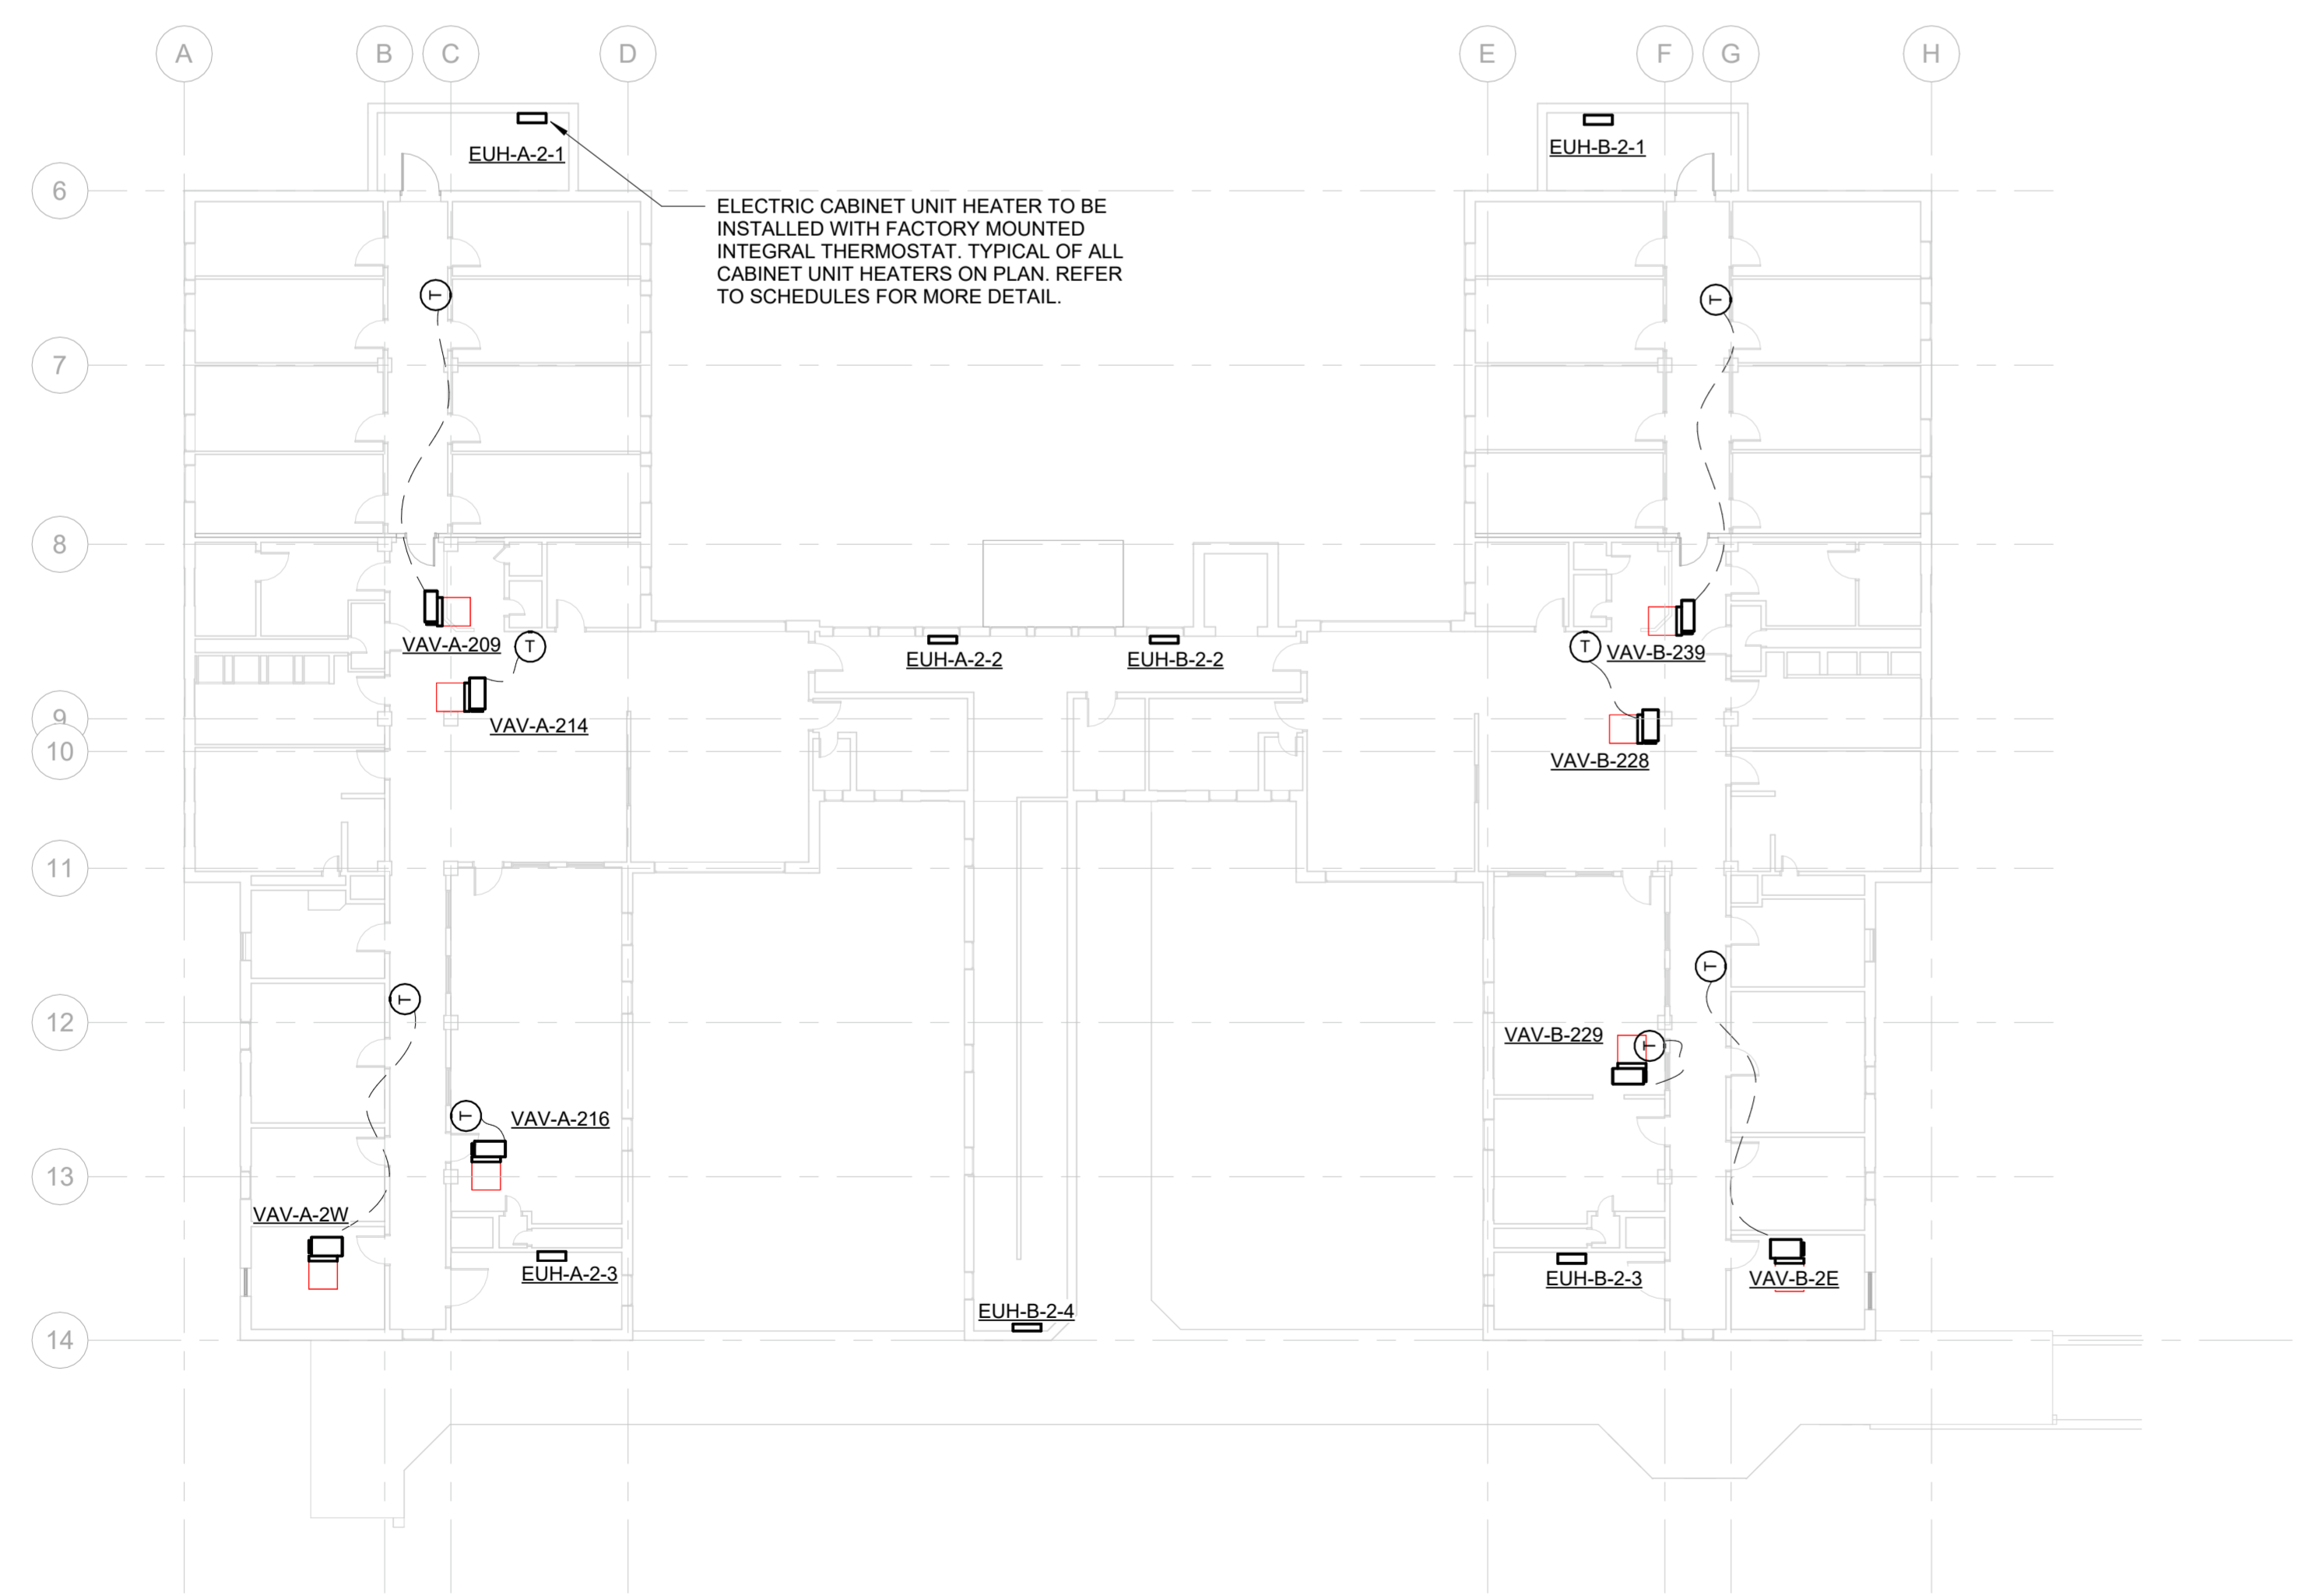 A B C D E F G H
EUH-A-2-1
EUH-B-2-1
6
ELECTRIC CABINET UNIT HEATER TO BE
INSTALLED WITH FACTORY MOUNTED
INTEGRAL THERMOSTAT. TYPICAL OF ALL
CABINET UNIT HEATERS ON PLAN. REFER
TO SCHEDULES FOR MORE DETAIL.
T
T
7
8
VAV-A-209
T
EUH-A-2-2
EUH-B-2-2
T
VAV-B-239
9
VAV-A-214
10
VAV-B-228
11
T
T
12
VAV-B-229
T
T
VAV-A-216
13
VAV-A-2W
EUH-A-2-3
EUH-B-2-3
VAV-B-2E
EUH-B-2-4
14